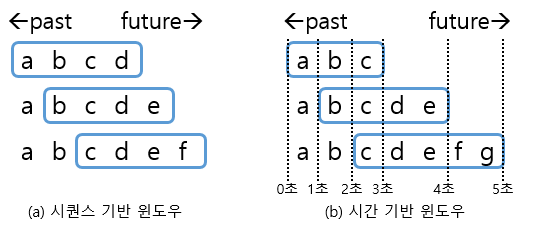 ←past future→
a b c d
a b c d e
a b c d e f
(a) 시퀀스 기반 윈도우
←past future→
a b c
a b c d e
a b c d e f g
0초 1초 2초 3초 4초 5초
(b) 시간 기반 윈도우